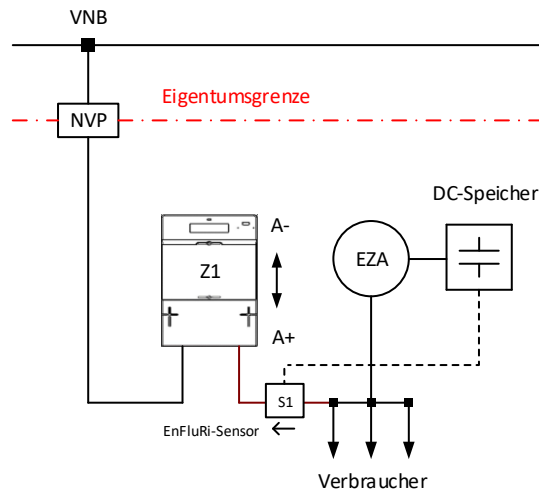 VNB
Eigentumsgrenze
NVP
DC-Speicher
A-
EZA
Z1
A+
S1
EnFluRi-Sensor
Verbraucher